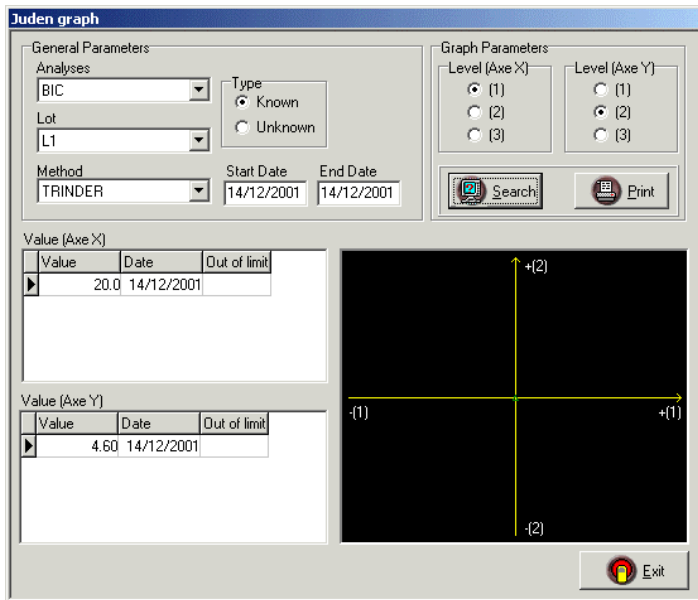 Juden graph
General Parameters
Analyses
BIC
Lot
L1
Method
TRINDER
Type
Known
Unknown
Start Date
14/12/2001
End Date
14/12/2001
Graph Parameters
Level (Axe X)
(1)
(2)
(3)
Level (Axe Y)
(1)
(2)
(3)
Search
Print
Value (Axe X)
Value Date Out of limit
20.0 14/12/2001
Value (Axe Y)
Value Date Out of limit
4.60 14/12/2001
+(2)
-(1)
+(1)
-(2)
Exit